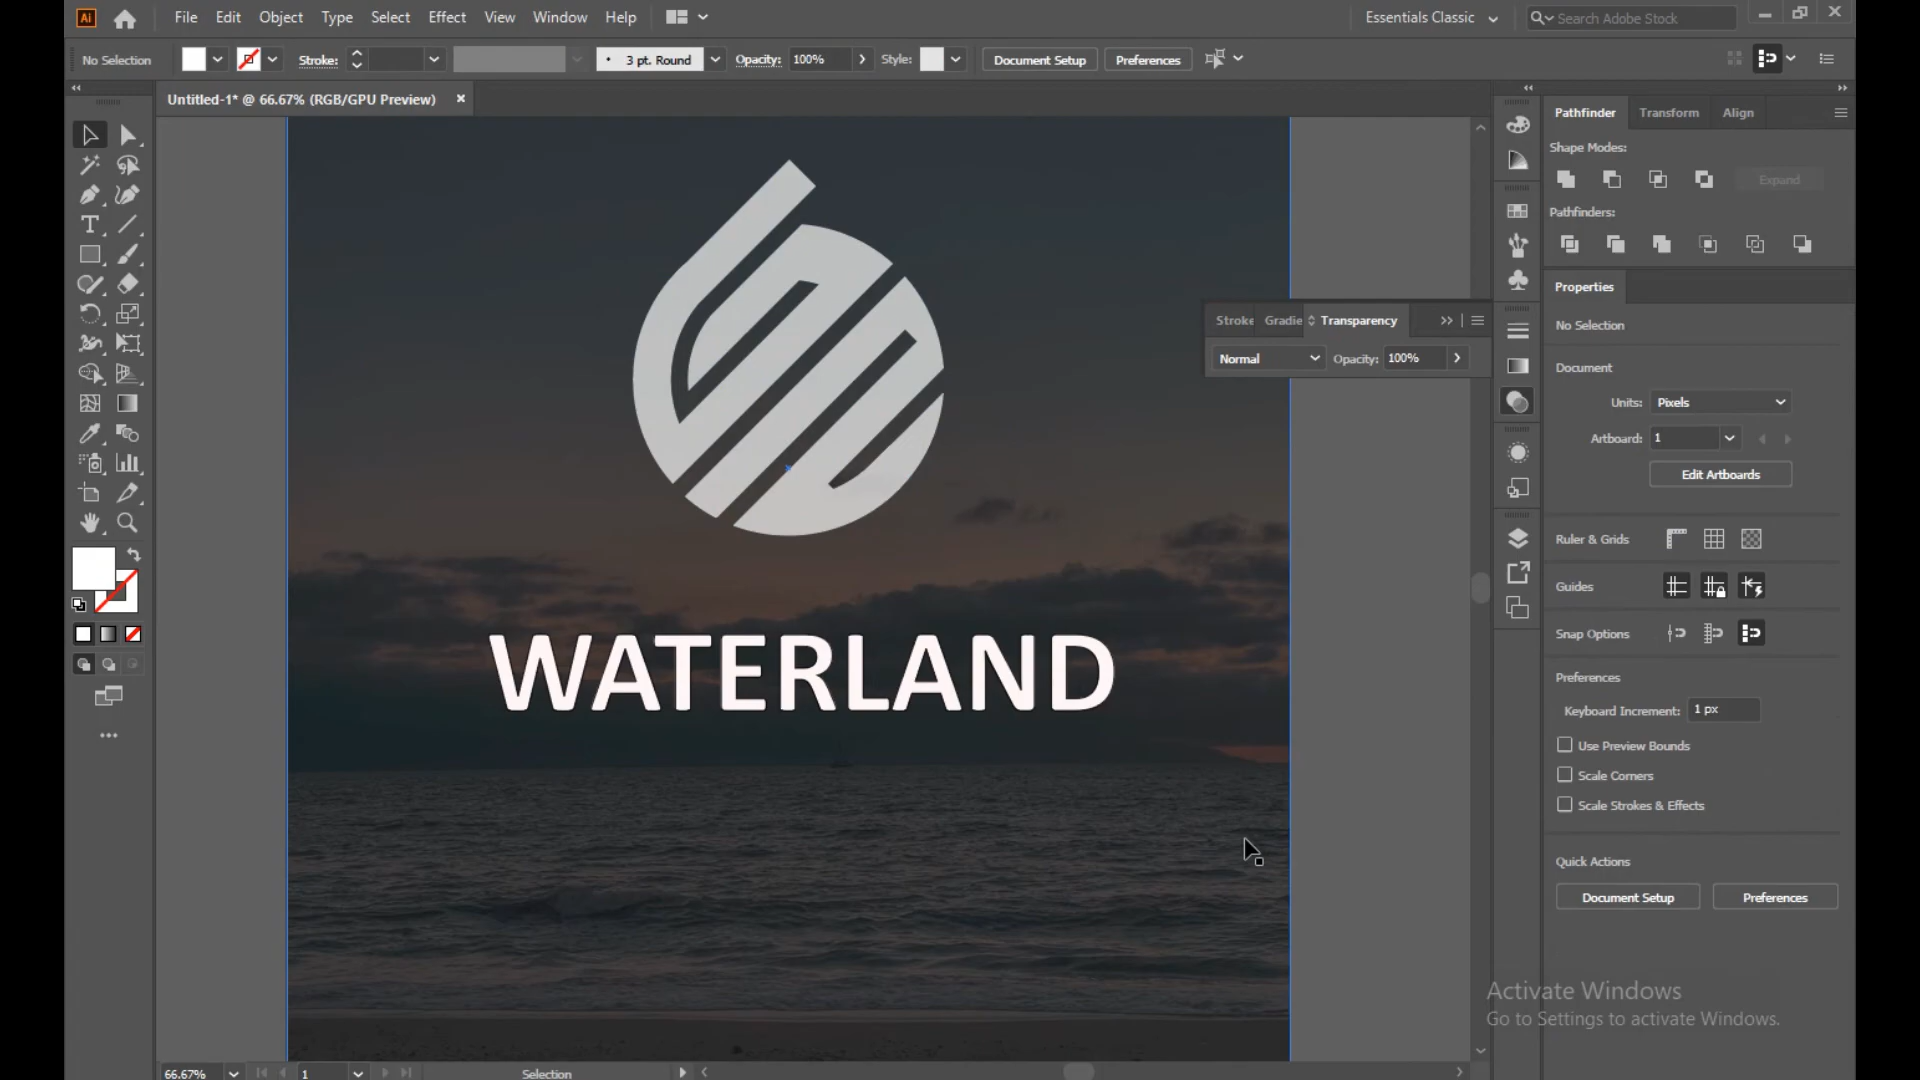 Ai File Edit Object Type Select Effect View Window Help Essentials Classic Search Adobe Stock
No Selection Stroke: 3 pt. Round Opacity: 100% Style: Document Setup Preferences
Untitled-1* @ 66.67% (RGB/GPU Preview)
Pathfinder Transform Align
Shape Modes:
Expand
Pathfinders:
Properties
No Selection
Stroke Gradie Transparency
Normal Opacity: 100%
Document
Units: Pixels
Artboard: 1
Edit Artboards
Ruler & Grids
Guides
Snap Options
WATERLAND
Preferences
Keyboard Increment: 1 px
Use Preview Bounds
Scale Corners
Scale Strokes & Effects
Quick Actions
Document Setup Preferences
Activate Windows
Go to Settings to activate Windows.
66.67% 1 Selection